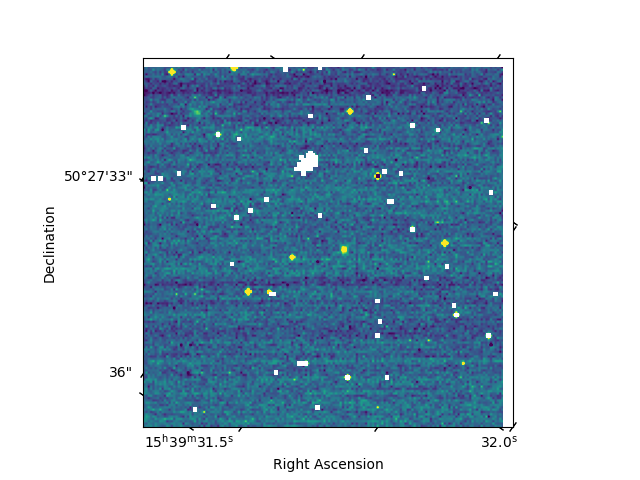 50°27'33"
Declination
36"
15ʰ39ᵐ31.5ˢ
32.0ˢ
Right Ascension